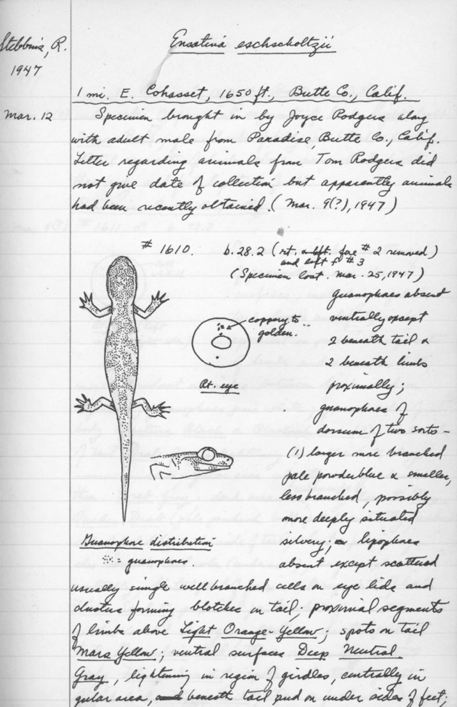 Stebbins, R.
1947
Ensatina eschscholtzii
1 mi. E. Cohasset, 1650 ft., Butte Co., Calif.
Mar. 12
Specimen brought in by Joyce Rodgers along
with adult male from Paradise, Butte Co., Calif.
Letter regarding animals from Tom Rodgers did
not give date of collection but apparently animals
had been recently obtained. (Mar. 9(?), 1947)
# 1610. b. 28.2 (rt. fore # 2 removed)
and left f # 3
(Specimen lost. Mar. 25, 1947)
coppery to
golden.
Rt. eye
guanophores absent
ventrally except
2 beneath tail &
2 beneath limbs
proximally;
guanophores of
dorsum of two sorts -
(1) larger more branched
pale powder blue & smaller,
less branched, possibly
more deeply situated
silvery; lipophores
absent except scattered
Guanophore distribution
= guanophores.
usually single well branched cells on eye lids and
clusters forming blotches on tail; proximal segments
of limbs above Light Orange-Yellow; spots on tail
Mars Yellow; ventral surfaces Deep Neutral
Gray, lightening in region of girdles, centrally in
gular area, beneath tail and on under sides of feet;